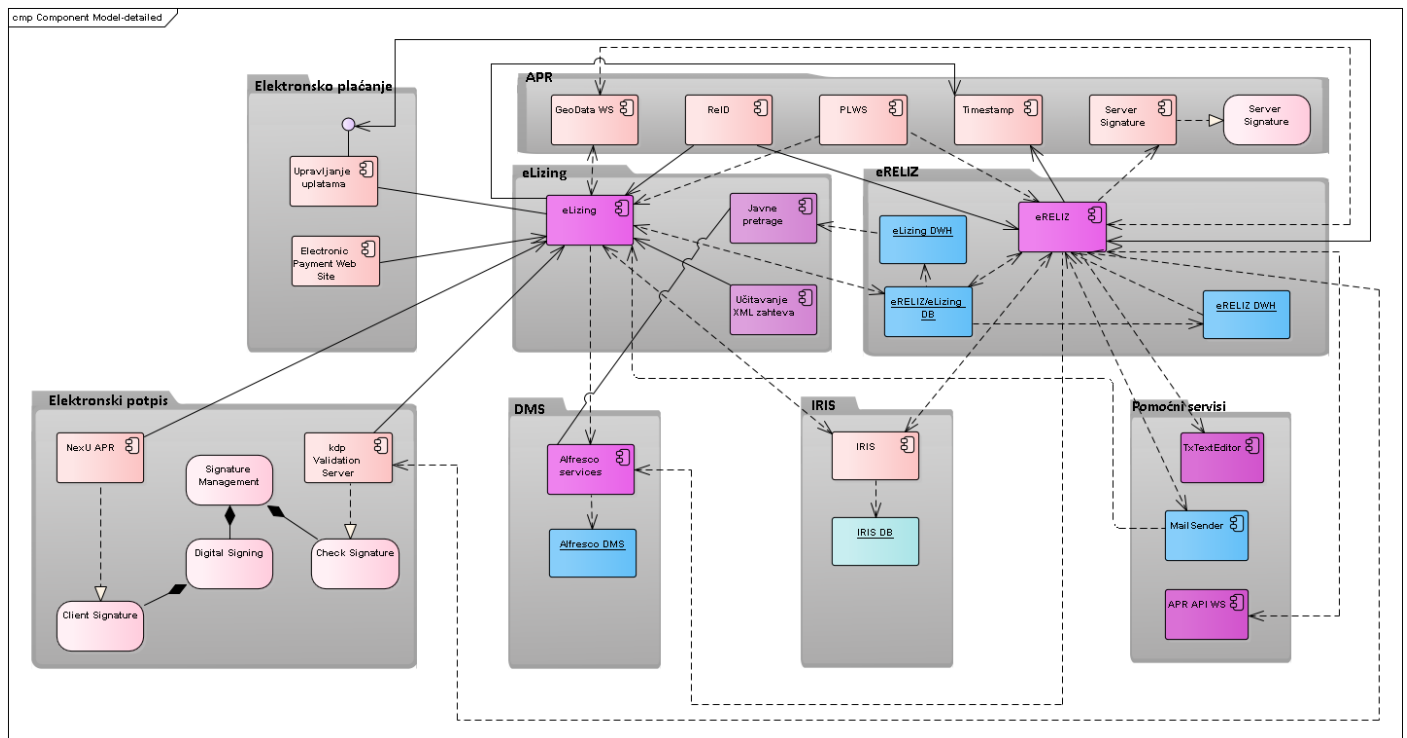 cmp Component Model-detailed
Elektronsko plaćanje
Upravljanje
uplatama
Electronic
Payment Web
Site
APR
GeoData WS
ReID
PLWS
Timestamp
Server
Signature
Server
Signature
eLizing
eLizing
Javne
pretrage
Učitavanje
XML zahteva
eRELIZ
eLizing DWH
eRELIZ
eRELIZ/eLizing
DB
eRELIZ DWH
Elektronski potpis
NexU APR
kdp
Validation
Server
Signature
Management
Digital Signing
Check Signature
Client Signature
DMS
Alfresco
services
Alfresco DMS
IRIS
IRIS
IRIS DB
Pomoćni servisi
TxTextEditor
Mail Sender
APR API WS